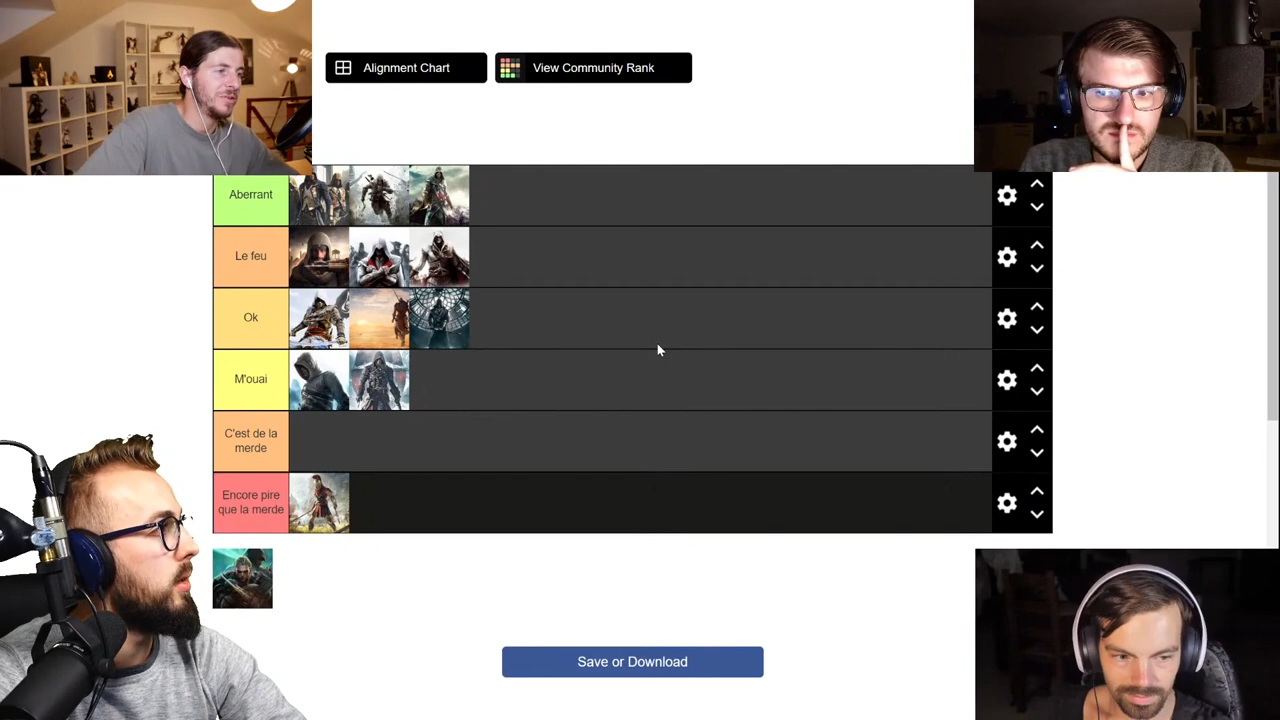 Alignment Chart
View Community Rank
Aberrant
Le feu
Ok
M'ouai
C'est de la
merde
Encore pire
que la merde
Save or Download